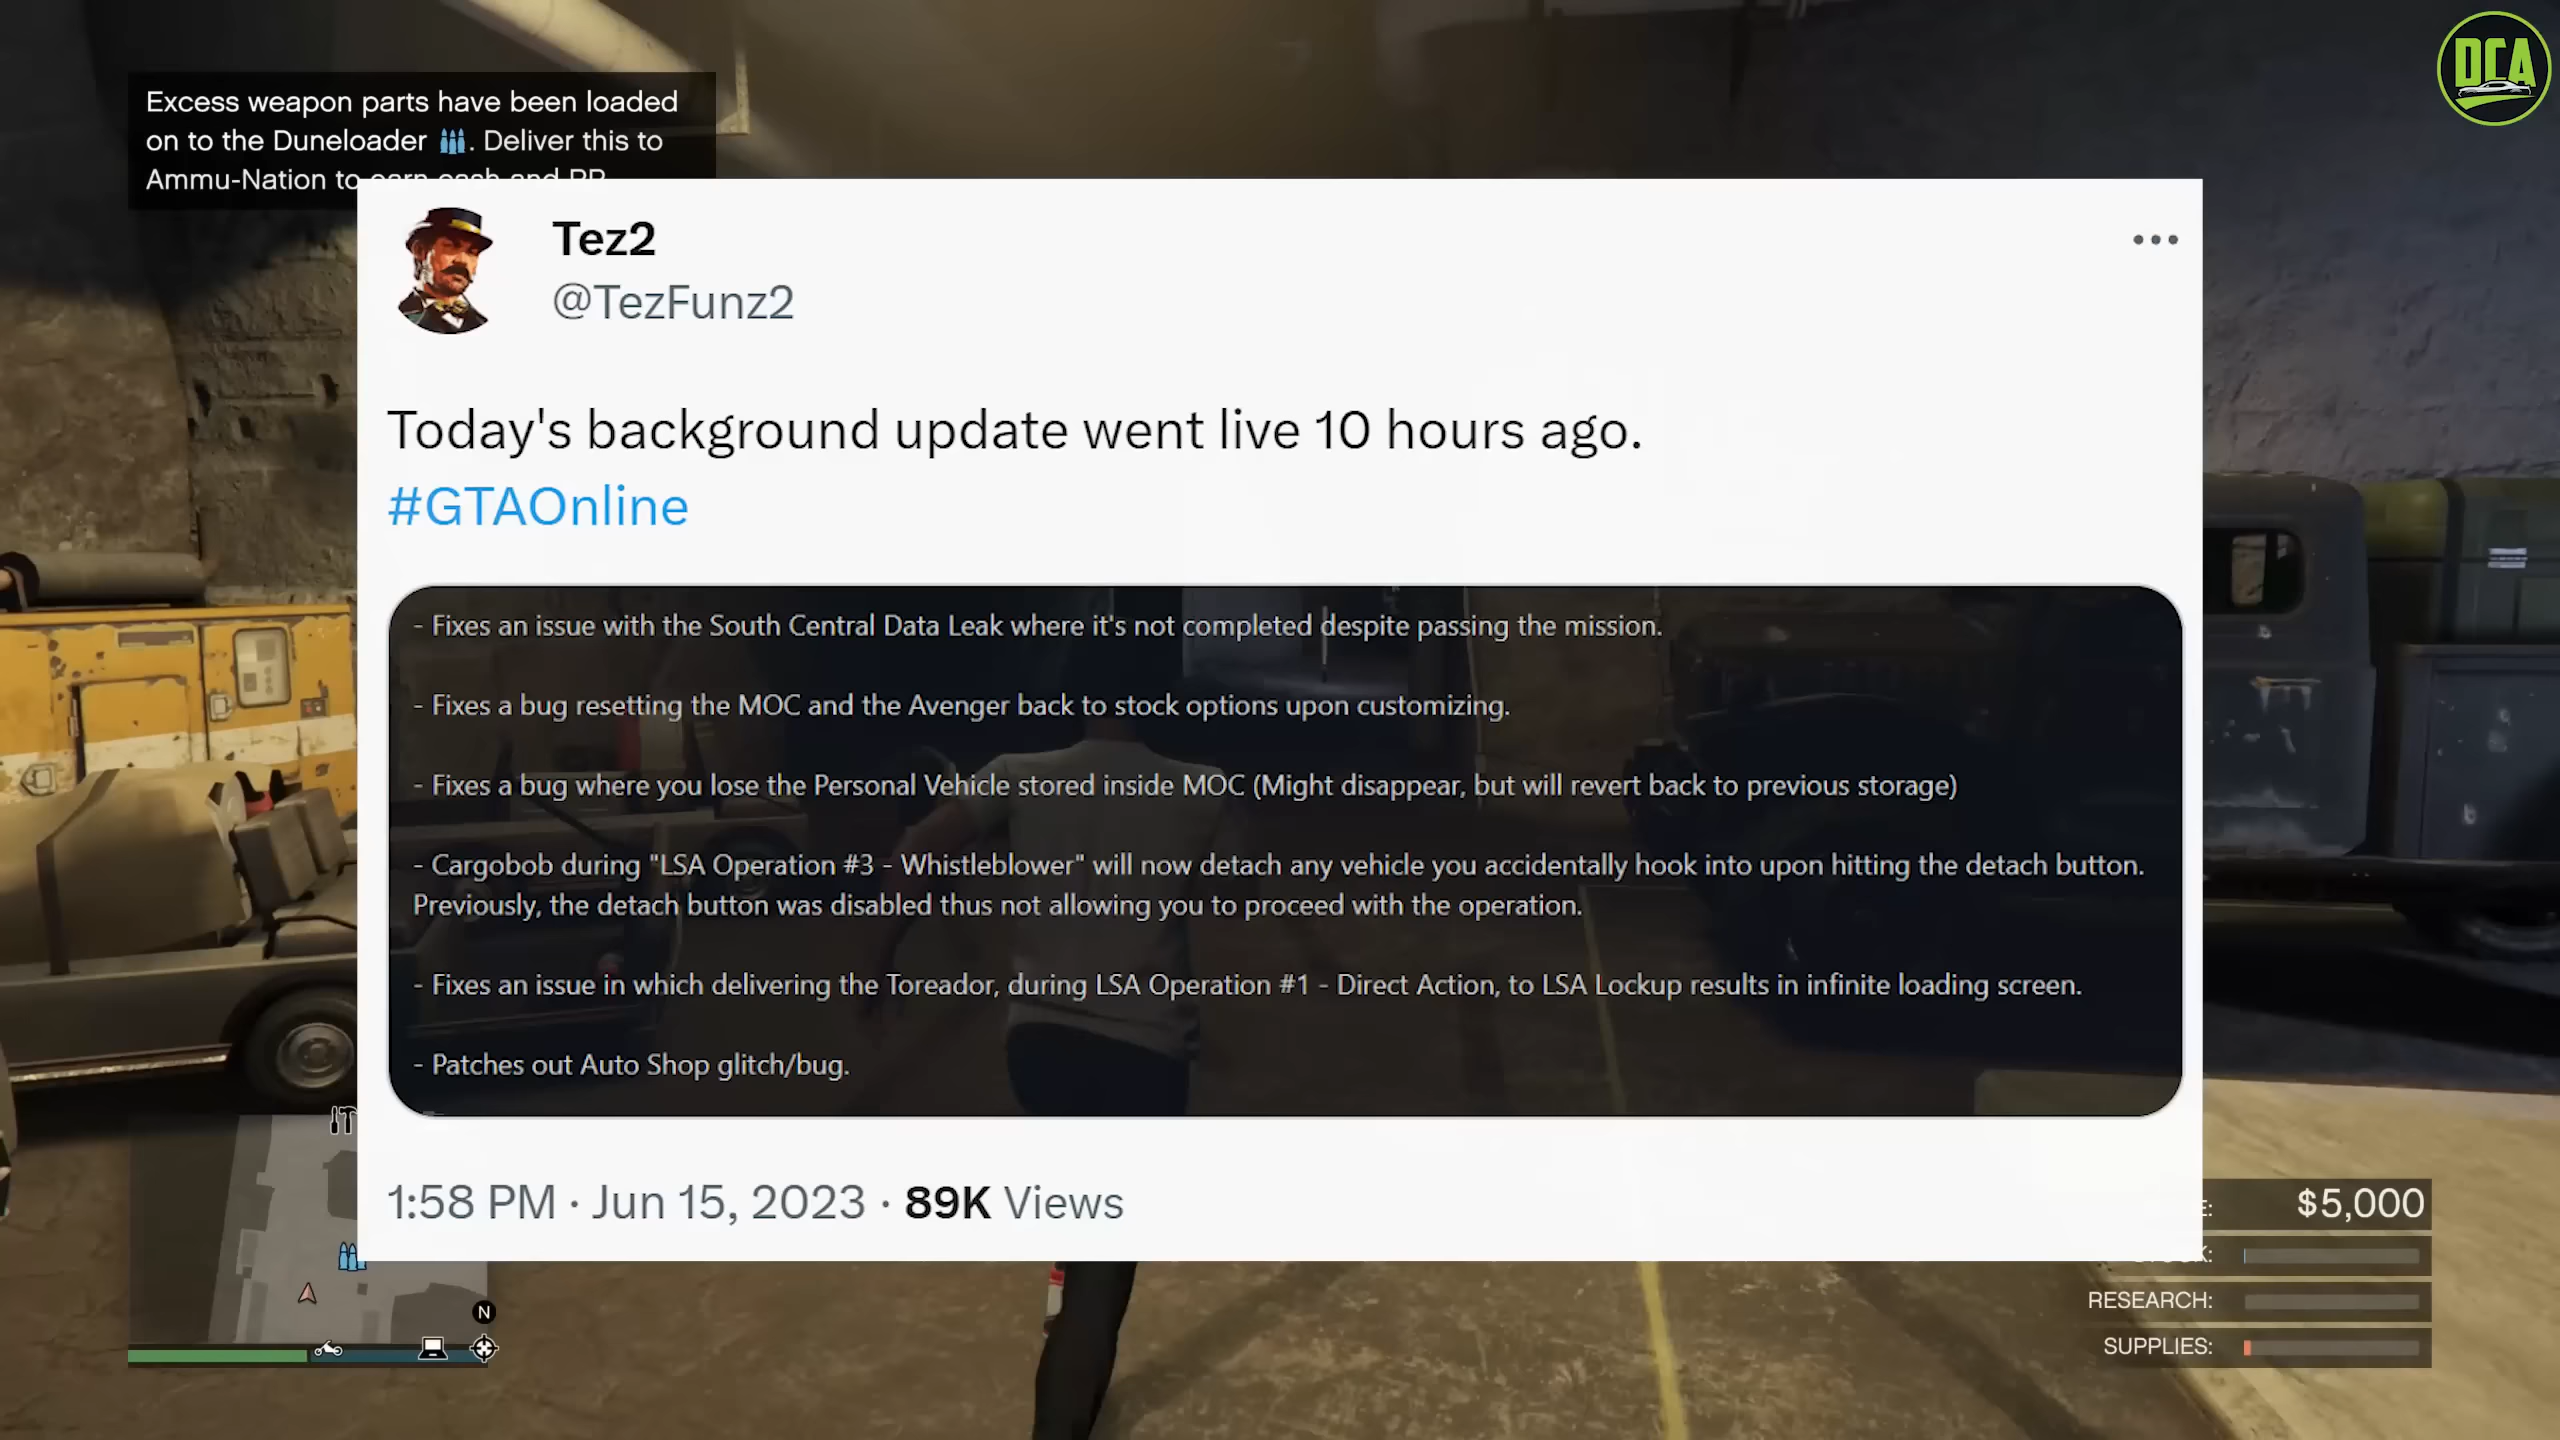 DCA
Excess weapon parts have been loaded
on to the Duneloader. Deliver this to
Ammu-Nation to earn cash and RP
Tez2
@TezFunz2
Today's background update went live 10 hours ago.
#GTAOnline
- Fixes an issue with the South Central Data Leak where it's not completed despite passing the mission.
- Fixes a bug resetting the MOC and the Avenger back to stock options upon customizing.
- Fixes a bug where you lose the Personal Vehicle stored inside MOC (Might disappear, but will revert back to previous storage)
- Cargobob during "LSA Operation #3 - Whistleblower" will now detach any vehicle you accidentally hook into upon hitting the detach button.
Previously, the detach button was disabled thus not allowing you to proceed with the operation.
- Fixes an issue in which delivering the Toreador, during LSA Operation #1 - Direct Action, to LSA Lockup results in infinite loading screen.
- Patches out Auto Shop glitch/bug.
1:58 PM · Jun 15, 2023 · 89K Views
$5,000
RESEARCH:
SUPPLIES:
N